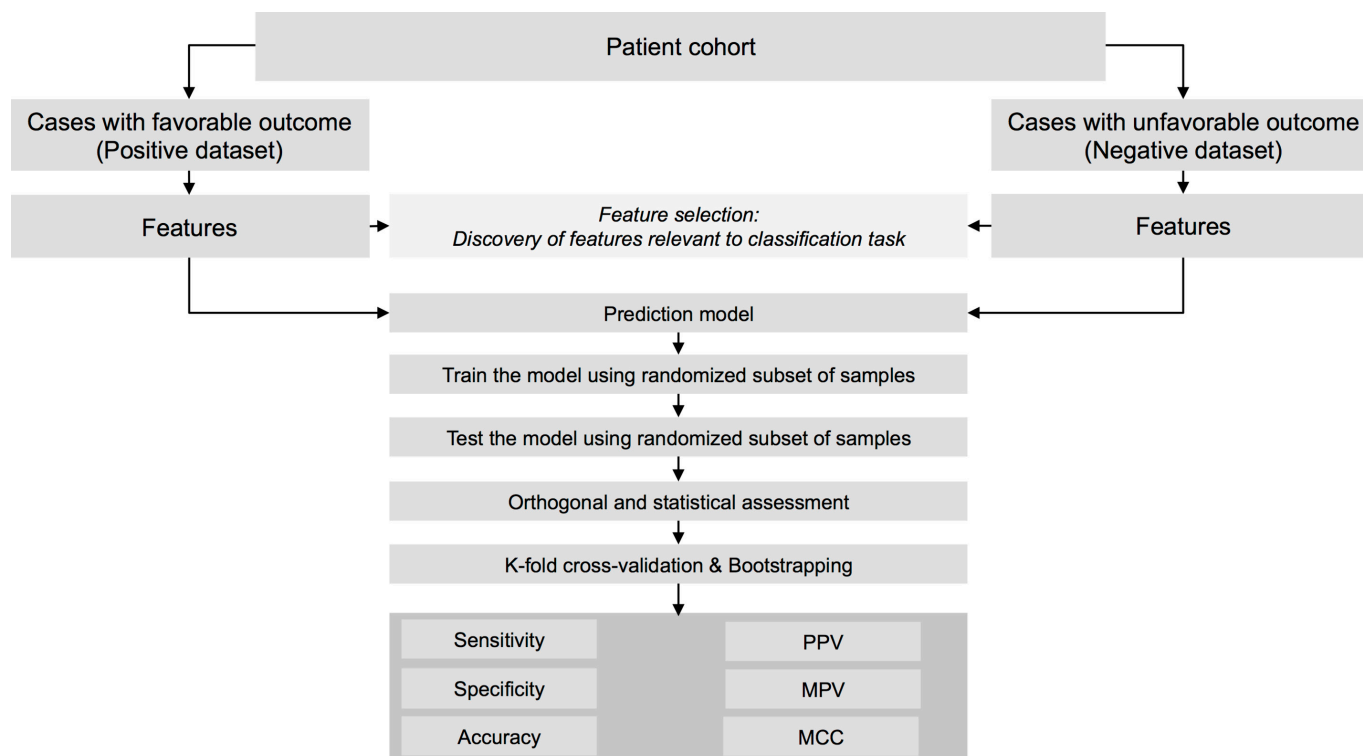 Patient cohort
Cases with favorable outcome
(Positive dataset)
Cases with unfavorable outcome
(Negative dataset)
Features
Feature selection:
Discovery of features relevant to classification task
Features
Prediction model
Train the model using randomized subset of samples
Test the model using randomized subset of samples
Orthogonal and statistical assessment
K-fold cross-validation & Bootstrapping
Sensitivity
PPV
Specificity
MPV
Accuracy
MCC